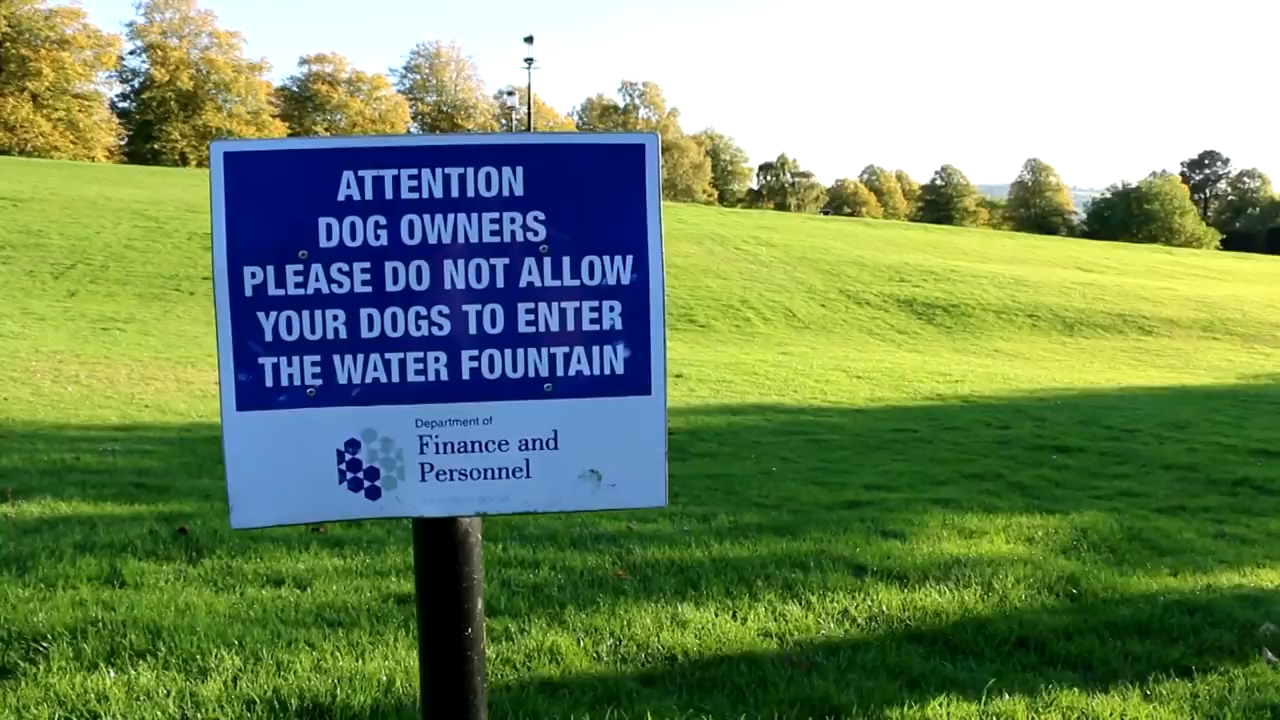 ATTENTION
DOG OWNERS
PLEASE DO NOT ALLOW
YOUR DOGS TO ENTER
THE WATER FOUNTAIN
Department of
Finance and
Personnel